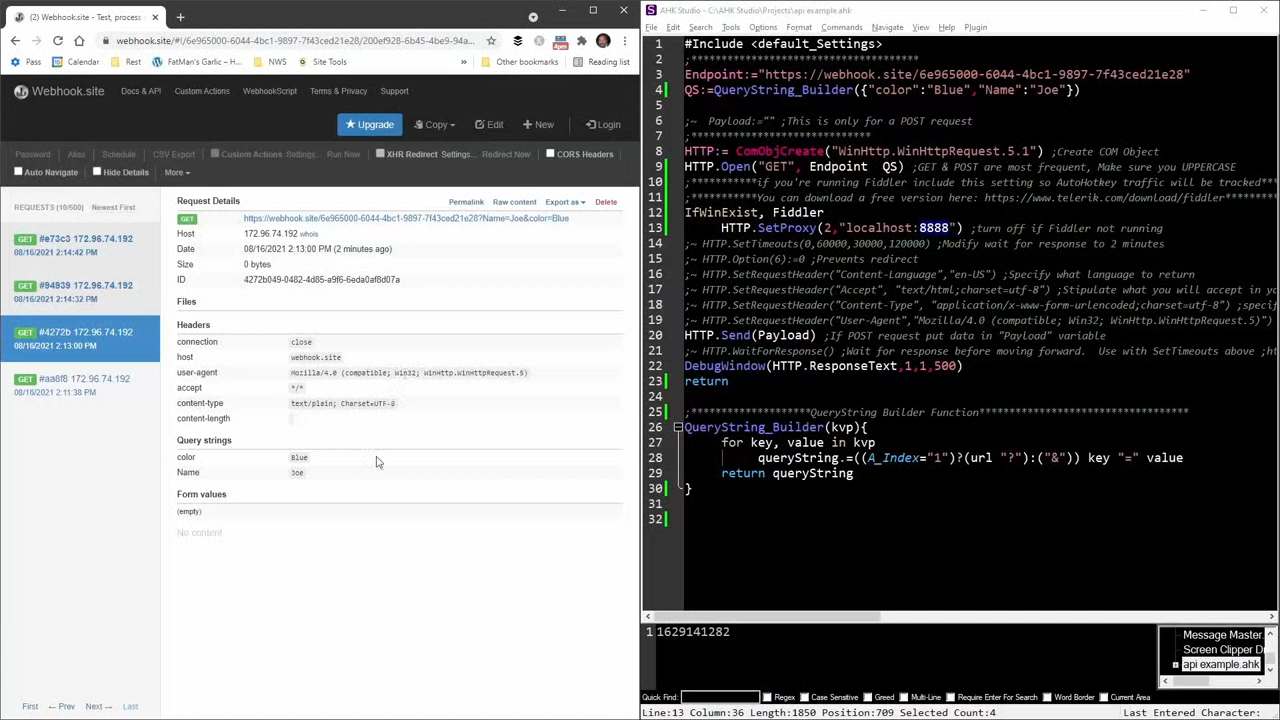 Webhook.site - Test, process
webhook.site/#!/6e965000-6044-4bc1-9897-7f43ced21e28/200ef928-6b45-4be9-94a...
4pes
Pass
Calendar
Rest
FatMan's Garlic – H...
NWS
Site Tools
»
Other bookmarks
Reading list
Webhook.site
Docs & API
Custom Actions
WebhookScript
Terms & Privacy
Support
Upgrade
Copy
Edit
New
Login
Password
Alias
Schedule
CSV Export
Custom Actions
Settings...
Run Now
XHR Redirect
Settings...
Redirect Now
CORS Headers
Auto Navigate
Hide Details
More
REQUESTS (10/500)
Newest First
GET #e73c3 172.96.74.192
08/16/2021 2:14:42 PM
GET #94939 172.96.74.192
08/16/2021 2:14:32 PM
GET #4272b 172.96.74.192
08/16/2021 2:13:00 PM
GET #aa8f8 172.96.74.192
08/16/2021 2:11:38 PM
First
← Prev
Next →
Last
Request Details
Permalink
Raw content
Export as
Delete
GET https://webhook.site/6e965000-6044-4bc1-9897-7f43ced21e28?Name=Joe&color=Blue
Host 172.96.74.192 whois
Date 08/16/2021 2:13:00 PM (2 minutes ago)
Size 0 bytes
ID 4272b049-0482-4d85-a9f6-6eda0af8d07a
Files
Headers
connection close
host webhook.site
user-agent Mozilla/4.0 (compatible; Win32; WinHttp.WinHttpRequest.5)
accept */*
content-type text/plain; Charset=UTF-8
content-length
Query strings
color Blue
Name Joe
Form values
(empty)
No content
AHK Studio - C:\AHK Studio\Projects\api example.ahk
File Edit Search Tools Options Format Commands Navigate View Help Plugin
1 #Include <default_Settings>
2 ;**********************************
3 Endpoint:="https://webhook.site/6e965000-6044-4bc1-9897-7f43ced21e28"
4 QS:=QueryString_Builder({"color":"Blue","Name":"Joe"})
5
6 ;~ Payload:="" ;This is only for a POST request
7 ;***************************
8 HTTP:= ComObjCreate("WinHttp.WinHttpRequest.5.1") ;Create COM Object
9 HTTP.Open("GET", Endpoint QS) ;GET & POST are most frequent, Make sure you UPPERCASE
10 ;***********if you're running Fiddler include this setting so AutoHotkey traffic will be tracked****
11 ;***********You can download a free version here: https://www.telerik.com/download/fiddler*********
12 IfWinExist, Fiddler
13 HTTP.SetProxy(2,"localhost:8888") ;turn off if Fiddler not running
14 ;~ HTTP.SetTimeouts(0,60000,30000,120000) ;Modify wait for response to 2 minutes
15 ;~ HTTP.Option(6):=0 ;Prevents redirect
16 ;~ HTTP.SetRequestHeader("Content-Language","en-US") ;Specify what language to return
17 ;~ HTTP.SetRequestHeader("Accept", "text/html;charset=utf-8") ;Stipulate what you will accept in yo
18 ;~ HTTP.SetRequestHeader("Content-Type", "application/x-www-form-urlencoded;charset=utf-8") ;speci
19 ;~ HTTP.SetRequestHeader("User-Agent","Mozilla/4.0 (compatible; Win32; WinHttp.WinHttpRequest.5)")
20 HTTP.Send(Payload) ;If POST request put data in "Payload" variable
21 ;~ HTTP.WaitForResponse() ;Wait for response before moving forward. Use with SetTimeouts above ;h
22 DebugWindow(HTTP.ResponseText,1,1,500)
23 return
24
25 ;********************QueryString Builder Function***********************************
26 QueryString_Builder(kvp){
27 for key, value in kvp
28 queryString.=((A_Index="1")?(url "?"):("&")) key "=" value
29 return queryString
30 }
31
32
1 1629141282
Message Master.
Screen Clipper D
api example.ahk
Quick Find:
Regex
Case Sensitive
Greed
Multi-Line
Require Enter For Search
Word Border
Current Area
Line:13 Column:36 Length:1850 Position:709 Selected Count:4
Last Entered Character: